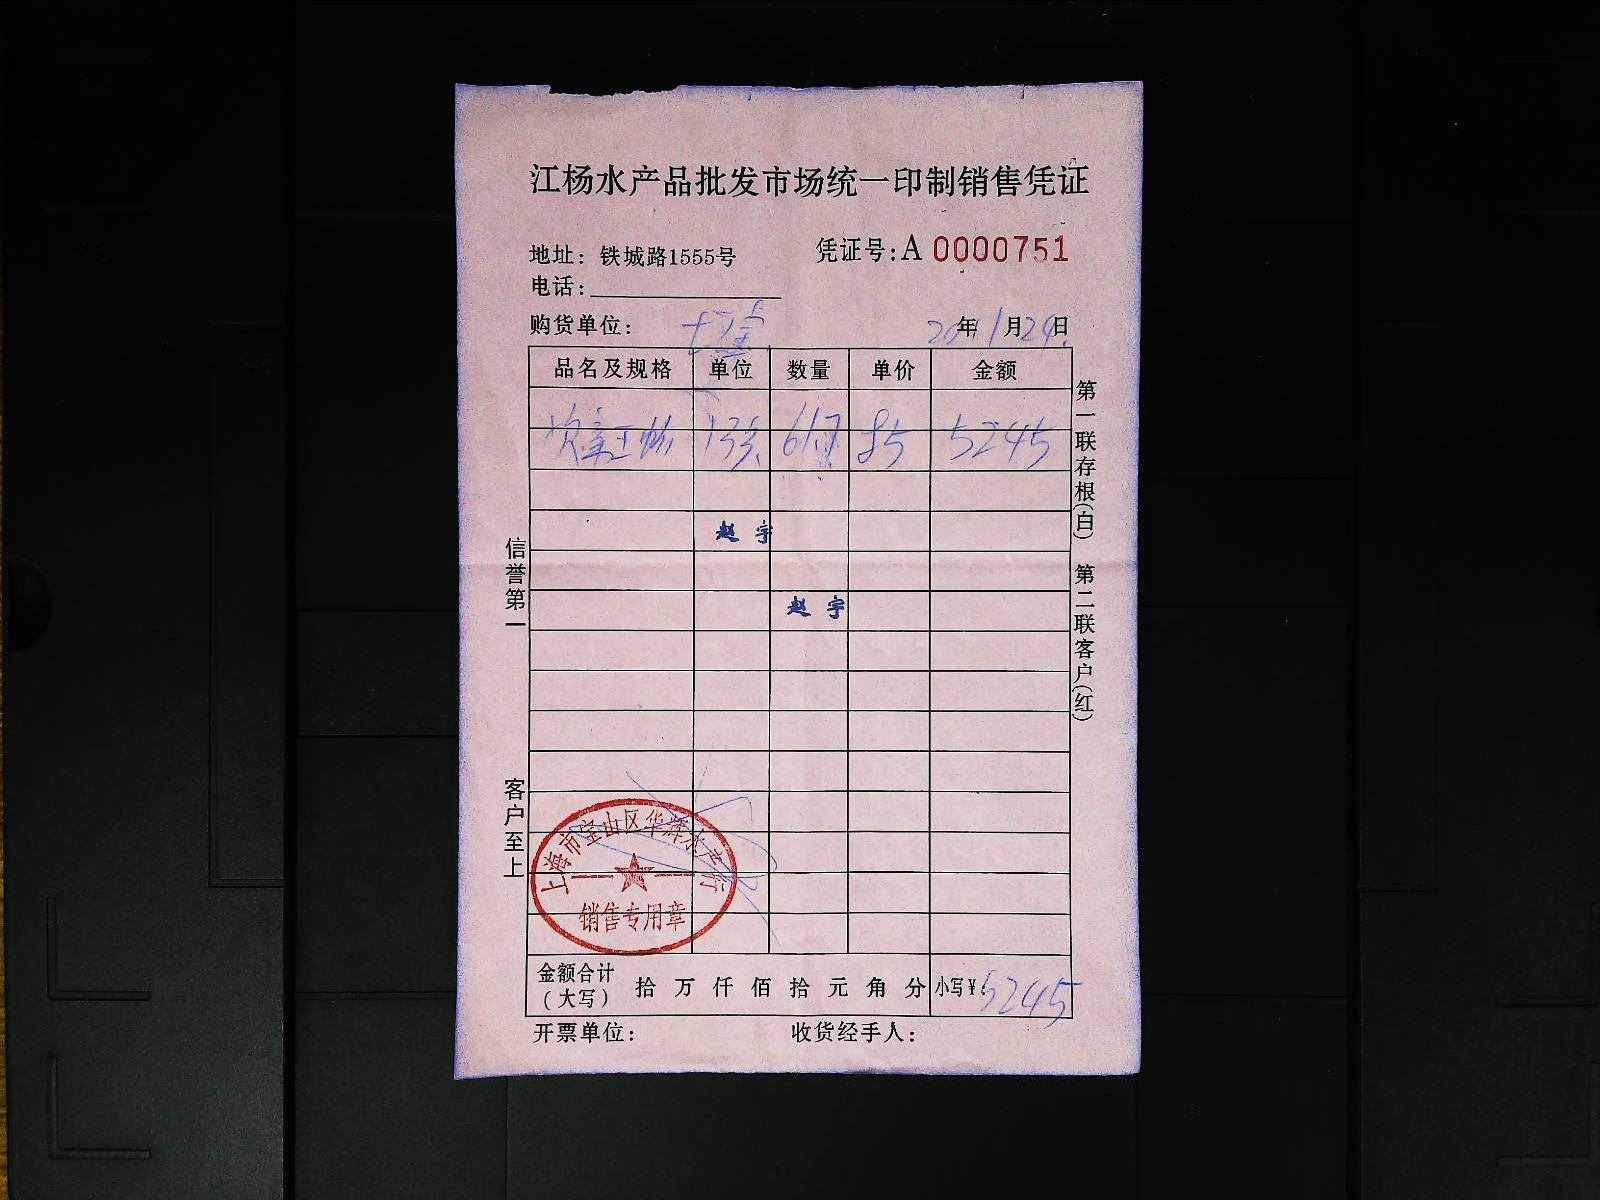 江杨水产品批发市场统一印制销售凭证
地址：铁城路1555号
凭证号:A 0000751
电话：
购货单位：
年1月24日
品名及规格 单位 数量 单价 金额
617 85 5245
赵宇
赵宇
信誉第一
客户至上
第一联存根(白) 第二联客户(红)
上海市宝山区华辉水产行
销售专用章
金额合计(大写) 拾 万 仟 佰 拾 元 角 分 小写¥:5245
开票单位： 收货经手人：